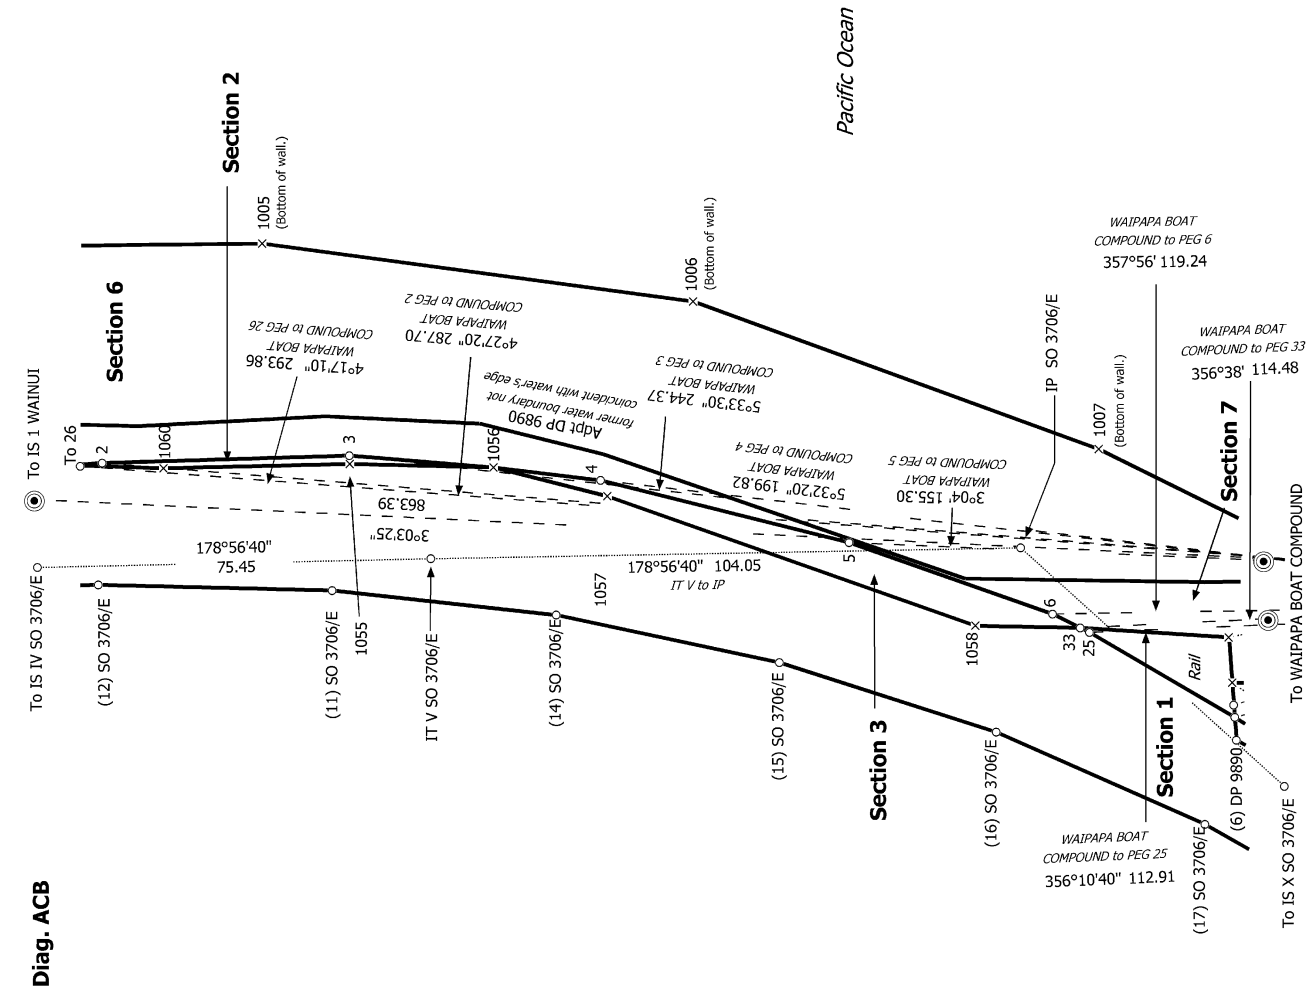 Diag. ACB
Pacific Ocean
Section 2
1005
(Bottom of wall.)
1006
(Bottom of wall.)
WAIPAPA BOAT
COMPOUND to PEG 6
357°56' 119.24
Section 6
WAIPAPA BOAT
COMPOUND to PEG 26
4°17'10" 293.86
WAIPAPA BOAT
COMPOUND to PEG 2
4°27'20" 287.70
IP SO 3706/E
WAIPAPA BOAT
COMPOUND to PEG 33
356°38' 114.48
To IS 1 WAINUI
To 26
2
1060
3
1056
Adpt DP 9890
former water boundary not
coincident with water's edge
WAIPAPA BOAT
COMPOUND to PEG 3
5°33'30" 244.37
1007
(Bottom of wall.)
4
WAIPAPA BOAT
COMPOUND to PEG 4
5°32'20" 199.82
WAIPAPA BOAT
COMPOUND to PEG 5
3°04' 155.30
Section 7
863.39
3°03'25"
178°56'40"
75.45
178°56'40" 104.05
IT V to IP
5
6
To IS IV SO 3706/E
(12) SO 3706/E
(11) SO 3706/E
1055
IT V SO 3706/E
(14) SO 3706/E
1057
(15) SO 3706/E
Section 3
1058
(16) SO 3706/E
33
25
Rail
Section 1
To WAIPAPA BOAT COMPOUND
WAIPAPA BOAT
COMPOUND to PEG 25
356°10'40" 112.91
(17) SO 3706/E
(6) DP 9890
To IS X SO 3706/E